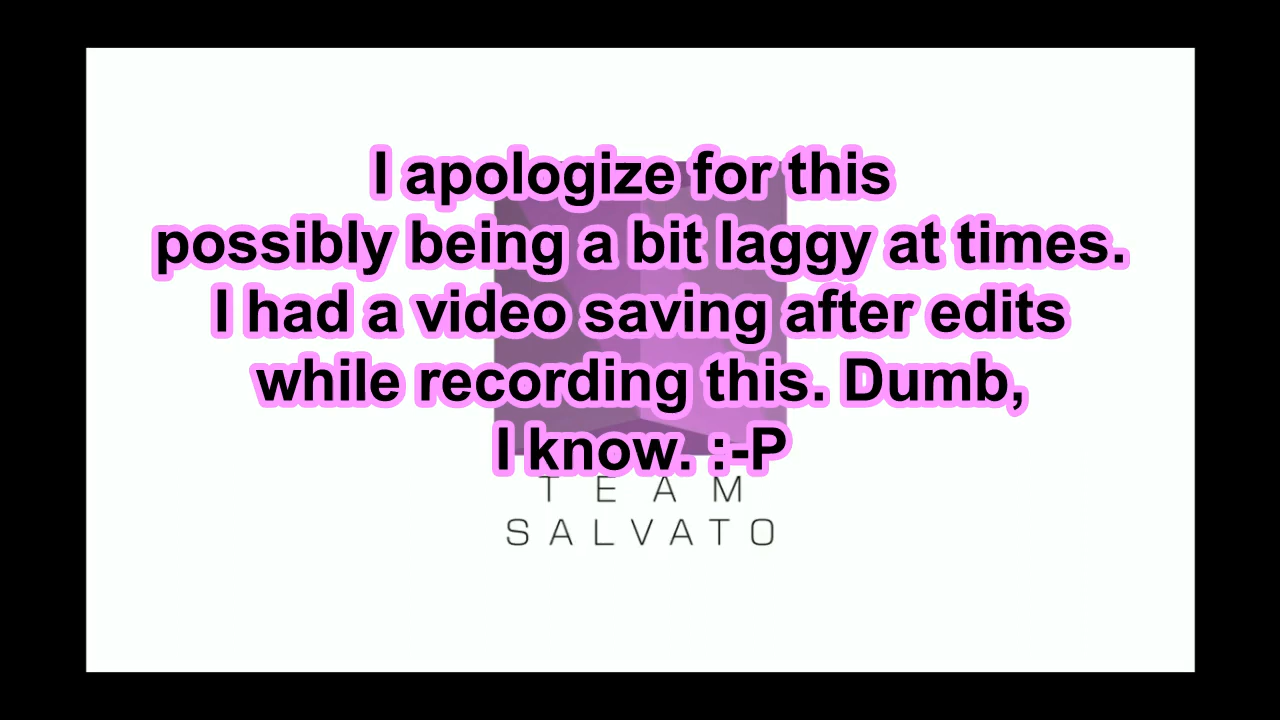 I apologize for this
possibly being a bit laggy at times.
I had a video saving after edits
while recording this. Dumb,
I know. :-P
TEAM
SALVATO